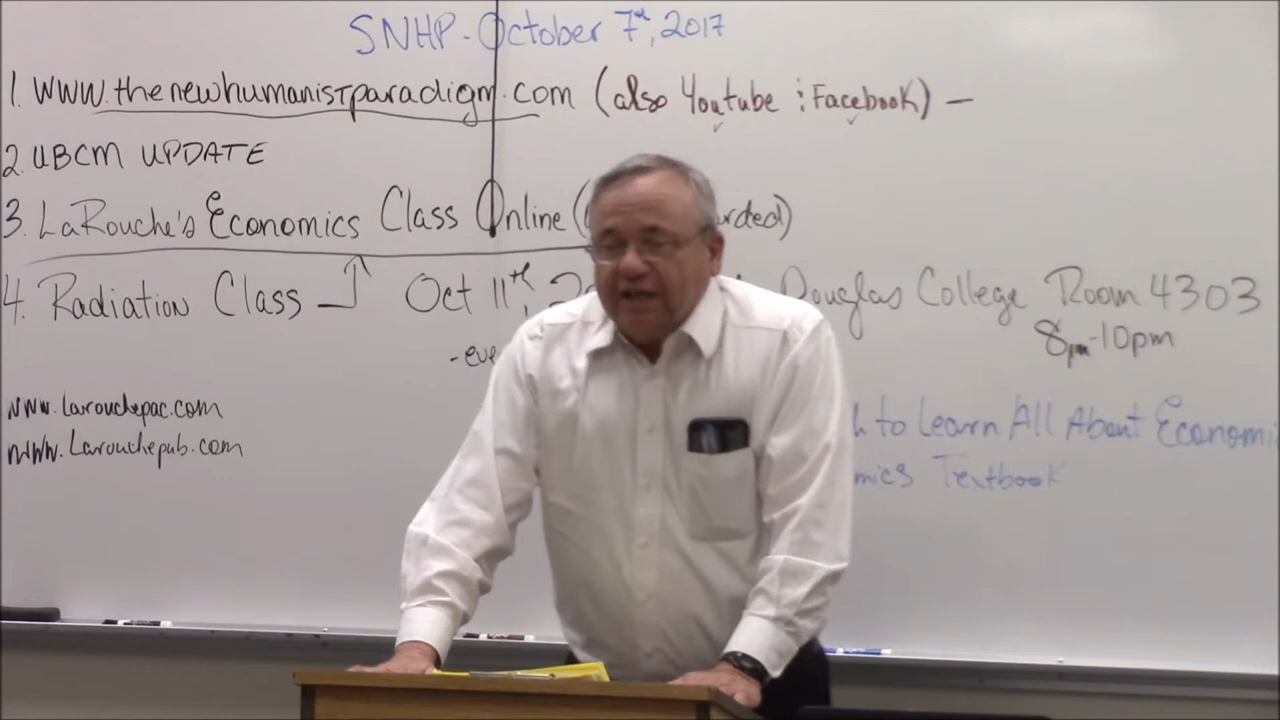 SNHP - October 7th, 2017
1. WWW.thenewhumanistparadigm.com (also Youtube & Facebook) —
2. UBCM UPDATE
3. LaRouche's Economics Class Online (
4. Radiation Class — Oct 11th, Douglas College Room 4303
8pm-10pm
www.larouchepac.com
www.Larouchepub.com
to Learn All About
Textbook